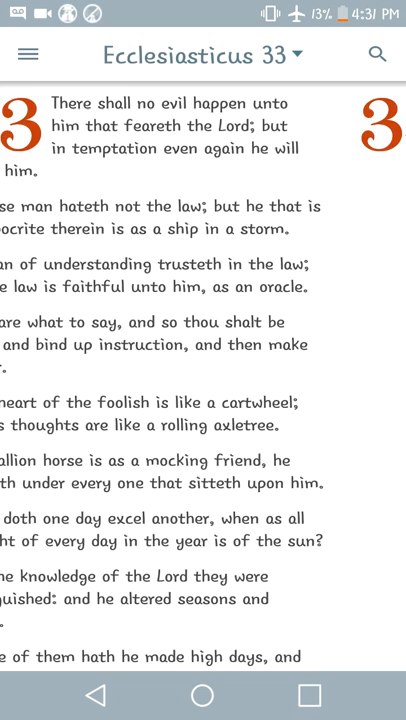 13% 4:31 PM
Ecclesiasticus 33
3 There shall no evil happen unto 3
him that feareth the Lord; but
in temptation even again he will
him.
se man hateth not the law; but he that is
ocrite therein is as a ship in a storm.
an of understanding trusteth in the law;
e law is faithful unto him, as an oracle.
are what to say, and so thou shalt be
and bind up instruction, and then make
heart of the foolish is like a cartwheel;
s thoughts are like a rolling axletree.
allion horse is as a mocking friend, he
th under every one that sitteth upon him.
doth one day excel another, when as all
ht of every day in the year is of the sun?
he knowledge of the Lord they were
guished: and he altered seasons and
e of them hath he made high days, and